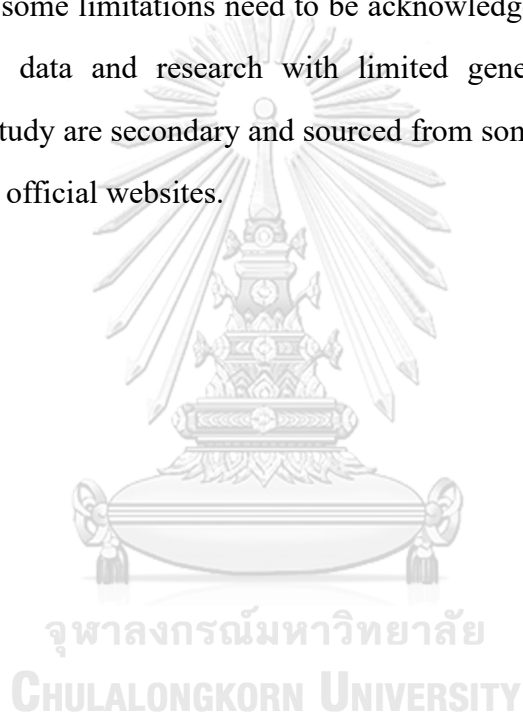 some limitations need to be acknowledg
data and research with limited gene
tudy are secondary and sourced from son
official websites.
จุฬาลงกรณ์มหาวิทยาลัย
CHULALONGKORN UNIVERSITY